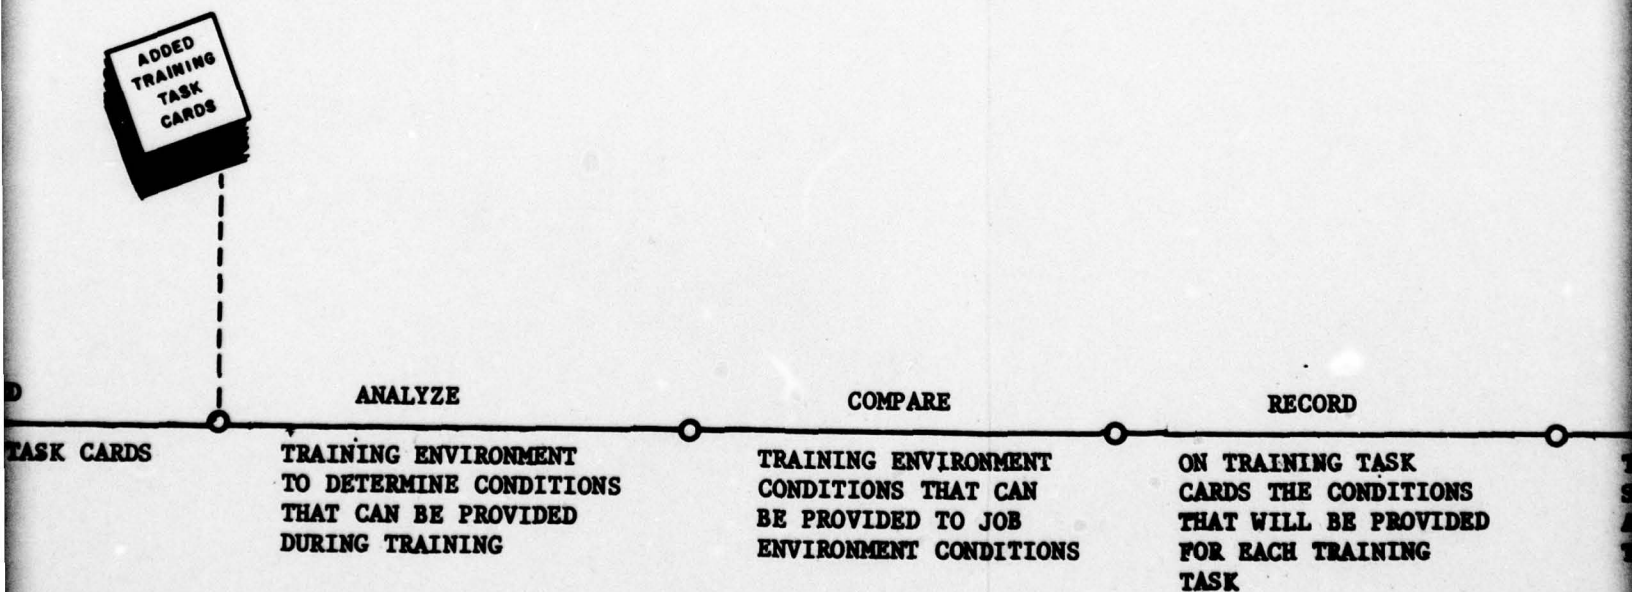 ADDED
TRAINING
TASK
CARDS
ANALYZE
COMPARE
RECORD
TASK CARDS
TRAINING ENVIRONMENT
TO DETERMINE CONDITIONS
THAT CAN BE PROVIDED
DURING TRAINING
TRAINING ENVIRONMENT
CONDITIONS THAT CAN
BE PROVIDED TO JOB
ENVIRONMENT CONDITIONS
ON TRAINING TASK
CARDS THE CONDITIONS
THAT WILL BE PROVIDED
FOR EACH TRAINING
TASK